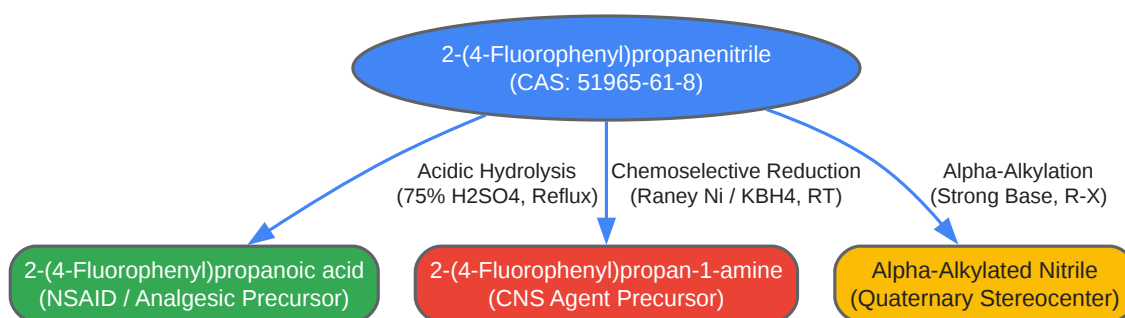 2-(4-Fluorophenyl)propanenitrile
(CAS: 51965-61-8)
Acidic Hydrolysis
(75% H2SO4, Reflux)
Chemoselective Reduction
(Raney Ni / KBH4, RT)
Alpha-Alkylation
(Strong Base, R-X)
2-(4-Fluorophenyl)propanoic acid
(NSAID / Analgesic Precursor)
2-(4-Fluorophenyl)propan-1-amine
(CNS Agent Precursor)
Alpha-Alkylated Nitrile
(Quaternary Stereocenter)